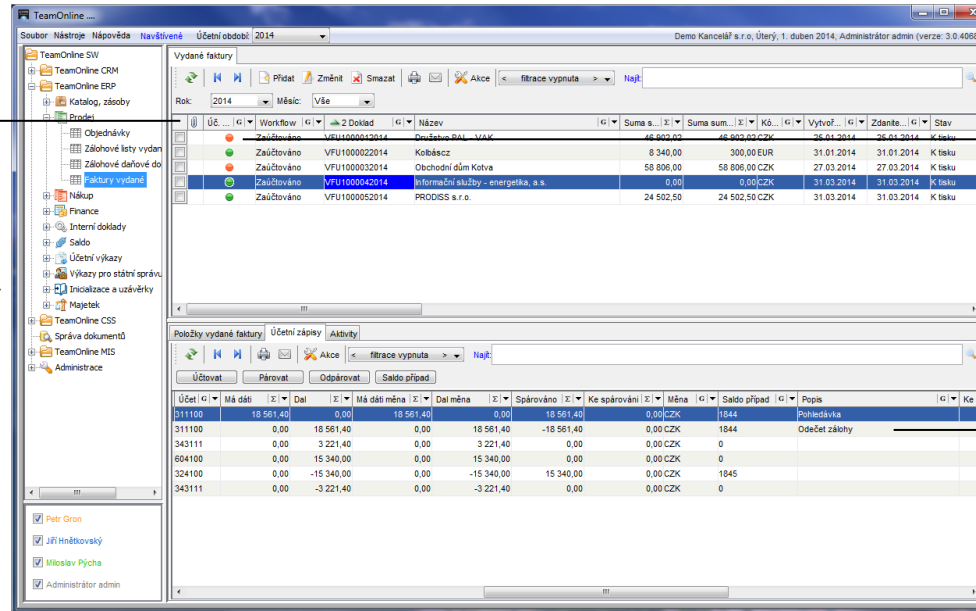 TeamOnline ....
Soubor Nástroje Nápověda Navštívené Účetní období: 2014 Demo Kancelář s.r.o, Úterý, 1. duben 2014, Administrátor admin (verze: 3.0.4068
TeamOnline SW
TeamOnline CRM
TeamOnline ERP
Katalog, zásoby
Prodej
Objednávky
Zálohové listy vydan
Zálohové daňové do
Faktury vydané
Nákup
Finance
Interní doklady
Saldo
Účetní výkazy
Výkazy pro státní správu
Inicializace a uzávěrky
Majetek
TeamOnline CSS
Správa dokumentů
TeamOnline MIS
Administrace
Petr Gron
Jiří Hnětkovský
Miloslav Pýcha
Administrátor admin
Vydané faktury
Přidat Změnit Smazat Akce < filtrace vypnuta > Najít:
Rok: 2014 Měsíc: Vše
Úč. ... G Workflow G 2 Doklad G Název G Suma s... Σ Suma sum... Σ Kó... G Vytvoř... G Zdanite... G Stav
Zaúčtováno VFU1000012014 Družstvo PAL - VAK 46 902,02 46 902,02 CZK 25.01.2014 25.01.2014 K tisku
Zaúčtováno VFU1000022014 Kolbáscz 8 340,00 300,00 EUR 31.01.2014 31.01.2014 K tisku
Zaúčtováno VFU1000032014 Obchodní dům Kotva 58 806,00 58 806,00 CZK 27.03.2014 27.03.2014 K tisku
Zaúčtováno VFU1000042014 Informační služby - energetika, a.s. 0,00 0,00 CZK 31.03.2014 31.03.2014 K tisku
Zaúčtováno VFU1000052014 PRODISS s.r.o. 24 502,50 24 502,50 CZK 31.03.2014 31.03.2014 K tisku
Položky vydané faktury Účetní zápisy Aktivity
Akce < filtrace vypnuta > Najít:
Účtovat Párovat Odpárovat Saldo případ
Účet G Má dáti Σ Dal Σ Má dáti měna Σ Dal měna Σ Spárováno Σ Ke spárování Σ Měna G Saldo případ G Popis G Ke
311100 18 561,40 0,00 18 561,40 0,00 18 561,40 0,00 CZK 1844 Pohledávka
311100 0,00 18 561,40 0,00 18 561,40 -18 561,40 0,00 CZK 1844 Odečet zálohy
343111 0,00 3 221,40 0,00 3 221,40 0,00 0,00 CZK 0
604100 0,00 15 340,00 0,00 15 340,00 0,00 0,00 CZK 0
324100 0,00 -15 340,00 0,00 -15 340,00 15 340,00 0,00 CZK 1845
343111 0,00 -3 221,40 0,00 -3 221,40 0,00 0,00 CZK 0